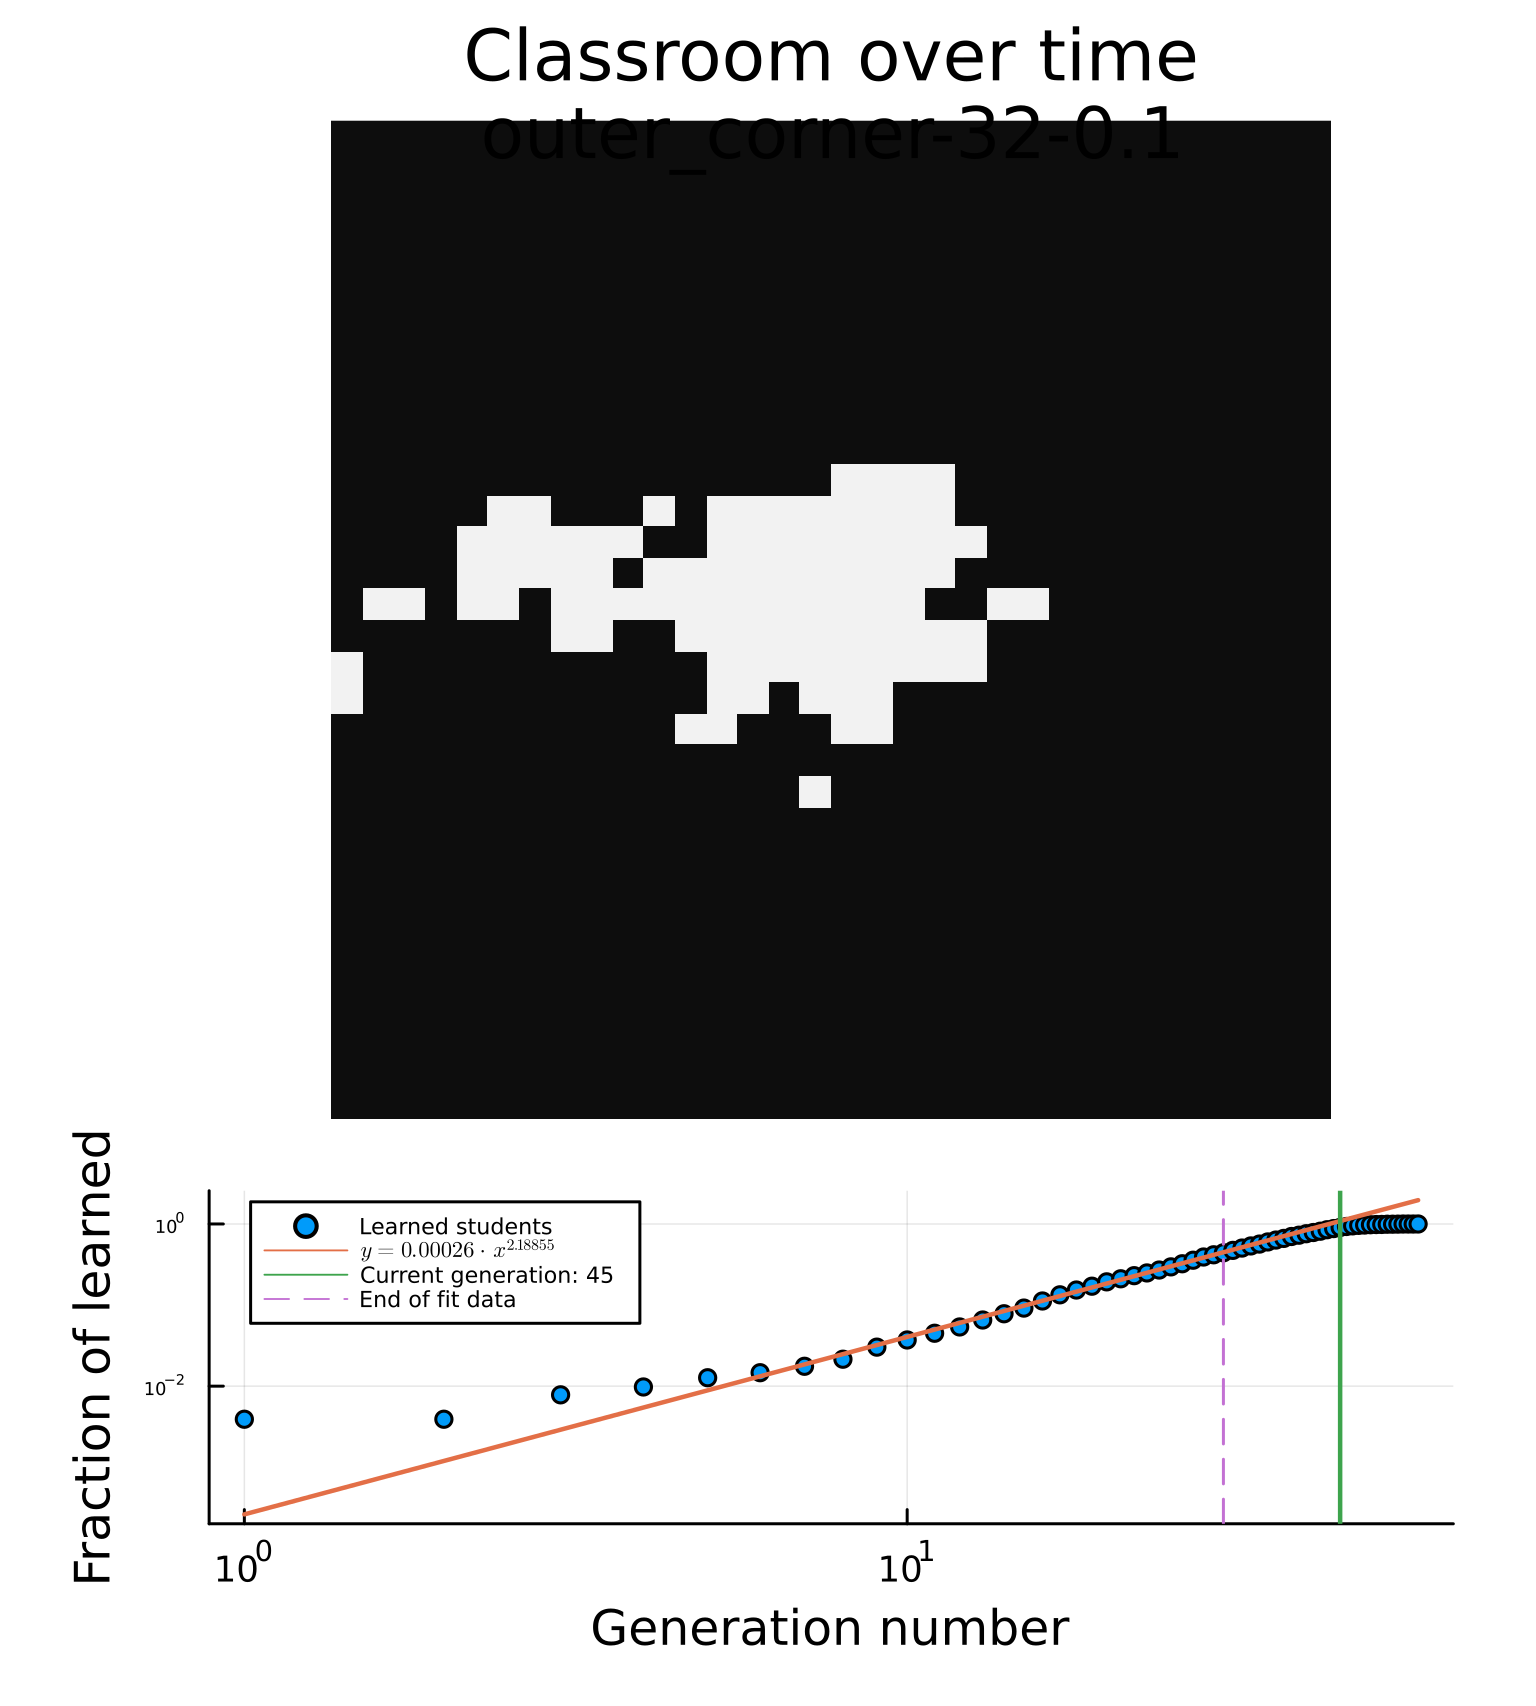 Classroom over time
outer_corner-32-0.1
Fraction of learned
10⁰
10⁻²
Learned students
y = 0.00026 · x^2.18855
Current generation: 45
End of fit data
10⁰
10¹
Generation number